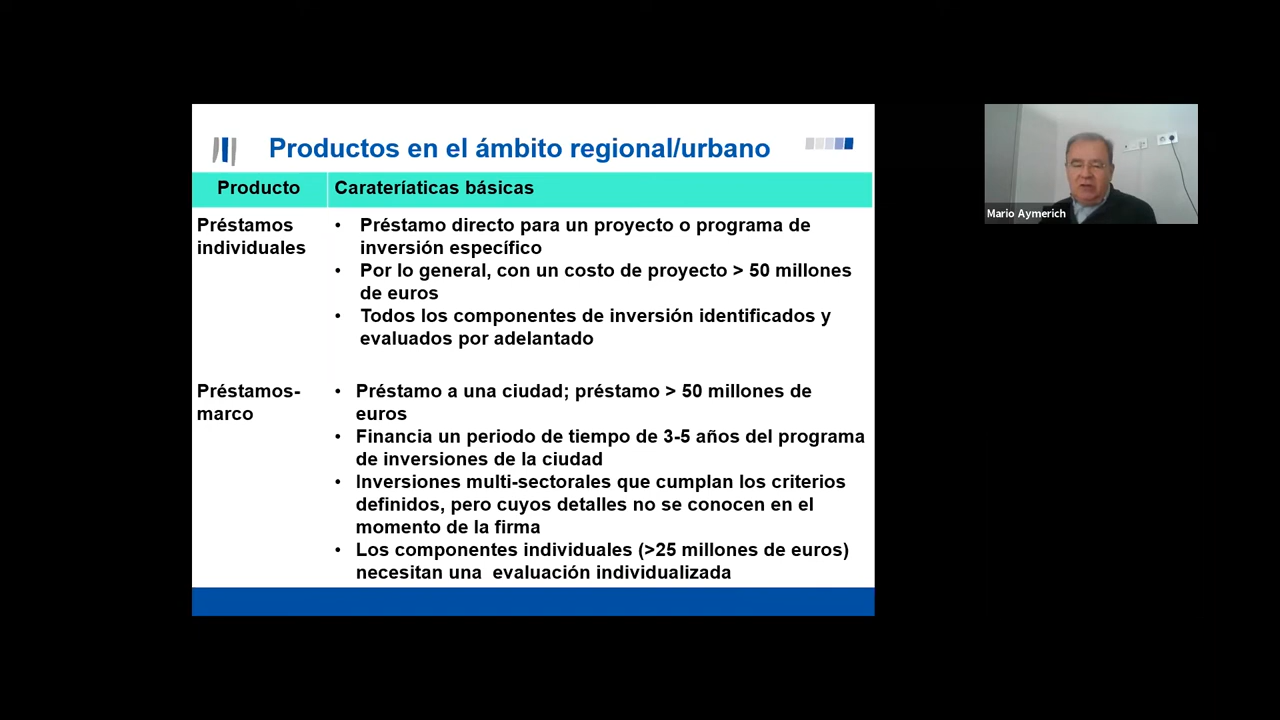 Productos en el ámbito regional/urbano
Producto
Carateríaticas básicas
Préstamos
individuales
• Préstamo directo para un proyecto o programa de
inversión específico
• Por lo general, con un costo de proyecto > 50 millones
de euros
• Todos los componentes de inversión identificados y
evaluados por adelantado
Préstamos-
marco
• Préstamo a una ciudad; préstamo > 50 millones de
euros
• Financia un periodo de tiempo de 3-5 años del programa
de inversiones de la ciudad
• Inversiones multi-sectorales que cumplan los criterios
definidos, pero cuyos detalles no se conocen en el
momento de la firma
• Los componentes individuales (>25 millones de euros)
necesitan una  evaluación individualizada
Mario Aymerich